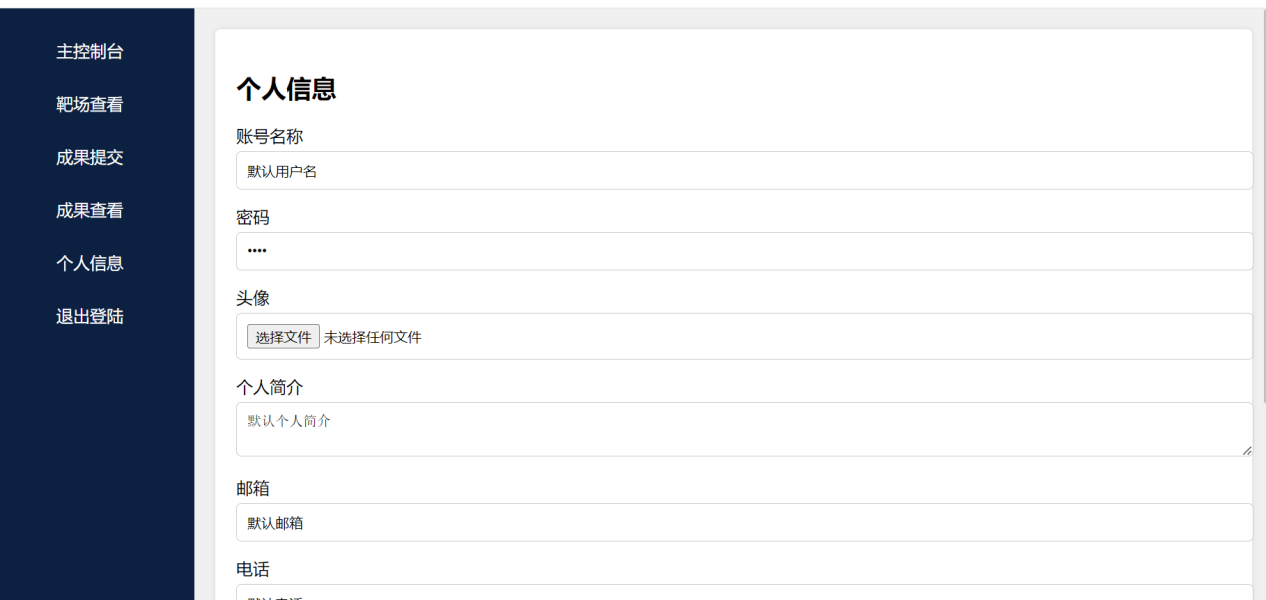 主控制台
靶场查看
成果提交
成果查看
个人信息
退出登陆
个人信息
账号名称
默认用户名
密码
••••
头像
选择文件 未选择任何文件
个人简介
默认个人简介
邮箱
默认邮箱
电话